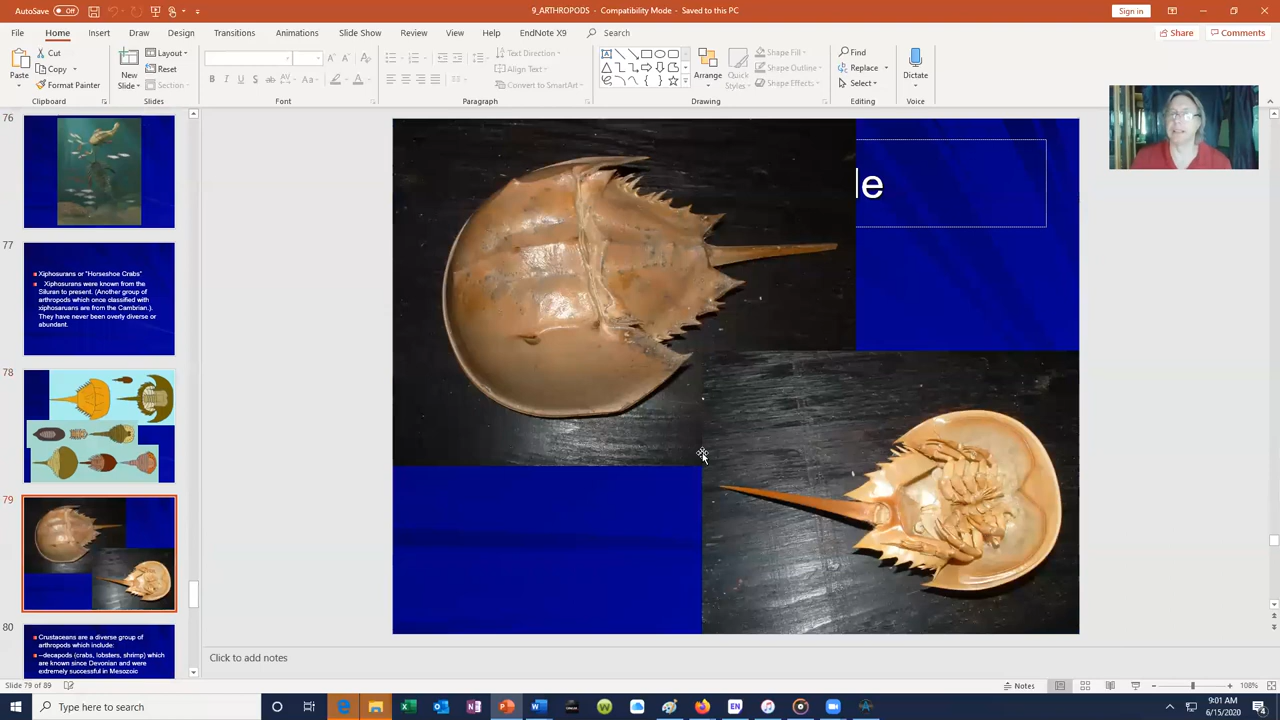 AutoSave
Off
9_ARTHROPODS - Compatibility Mode - Saved to this PC
Sign in
File
Home
Insert
Draw
Design
Transitions
Animations
Slide Show
Review
View
Help
EndNote X9
Search
Share
Comments
Paste
Cut
Copy
Format Painter
Clipboard
New
Slide
Layout
Reset
Section
Slides
Font
Text Direction
Align Text
Convert to SmartArt
Paragraph
Arrange
Quick
Styles
Shape Fill
Shape Outline
Shape Effects
Drawing
Find
Replace
Select
Editing
Dictate
Voice
76
77
Xiphosurans or "Horseshoe Crabs"
Xiphosurans were known from the
Siluran to present. (Another group of
arthropods which once classified with
xiphosaruans are from the Cambrian.).
They have never been overly diverse or
abundant.
78
79
80
Crustaceans are a diverse group of
arthropods which include:
--decapods (crabs, lobsters, shrimp) which
are known since Devonian and were
extremely successful in Mesozoic
le
Click to add notes
Slide 79 of 89
Notes
108%
Type here to search
EN
9:01 AM
6/15/2020